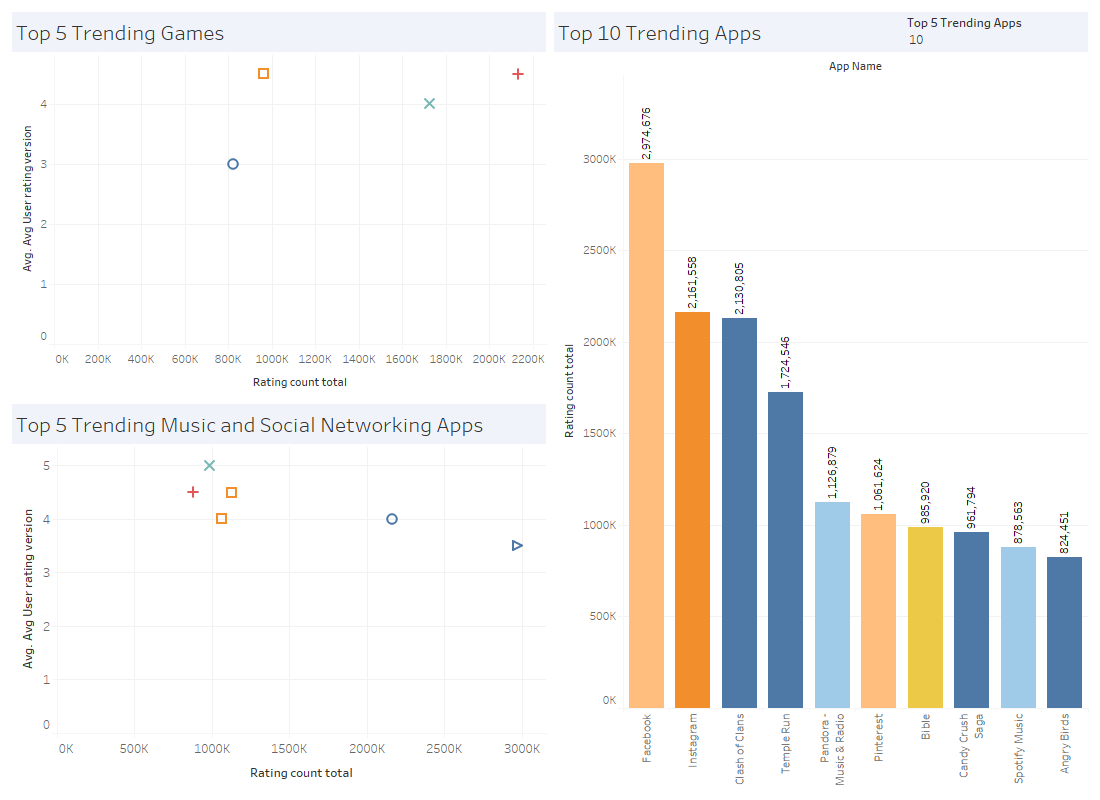 Top 5 Trending Games
Avg. Avg User rating version
4
3
2
1
0
0K 200K 400K 600K 800K 1000K 1200K 1400K 1600K 1800K 2000K 2200K
Rating count total
Top 5 Trending Music and Social Networking Apps
Avg. Avg User rating version
5
4
3
2
1
0
0K 500K 1000K 1500K 2000K 2500K 3000K
Rating count total
Top 10 Trending Apps
Top 5 Trending Apps
10
App Name
Rating count total
3000K
2500K
2000K
1500K
1000K
500K
0K
2,974,676
2,161,558
2,130,805
1,724,546
1,126,879
1,061,624
985,920
961,794
878,563
824,451
Facebook
Instagram
Clash of Clans
Temple Run
Pandora -
Music & Radio
Pinterest
Bible
Candy Crush
Saga
Spotify Music
Angry Birds